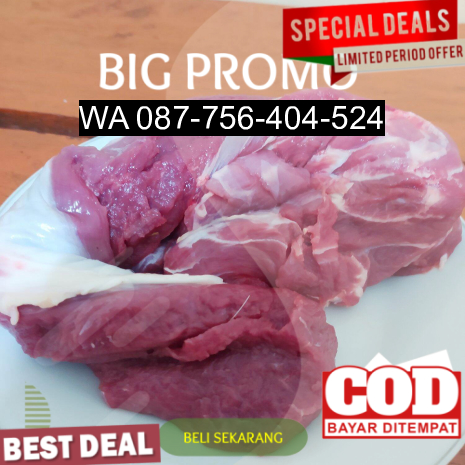 SPECIAL DEALS
LIMITED PERIOD OFFER
BIG PROMO
WA 087-756-404-524
COD
BAYAR DITEMPAT
BEST DEAL
BELI SEKARANG